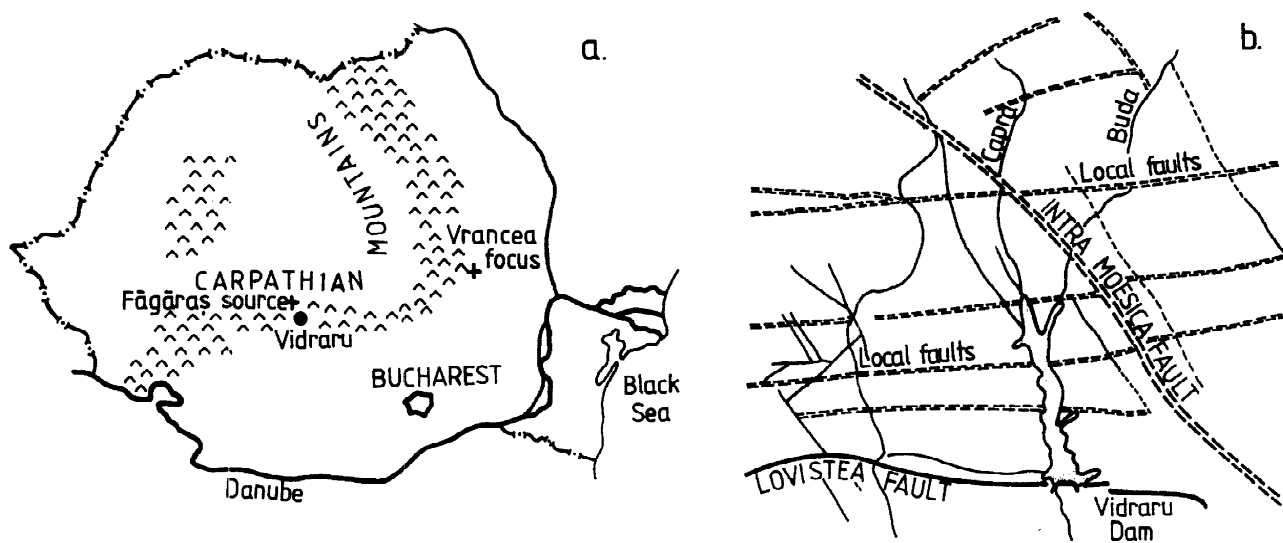 a.
MOUNTAINS
Vrancea
focus
CARPATHIAN
Făgăras source
Vidraru
BUCHAREST
Black
Sea
Danube
b.
Capra
Buda
Local faults
INTRA MOESICA FAULT
Local faults
LOVISTEA FAULT
Vidraru
Dam